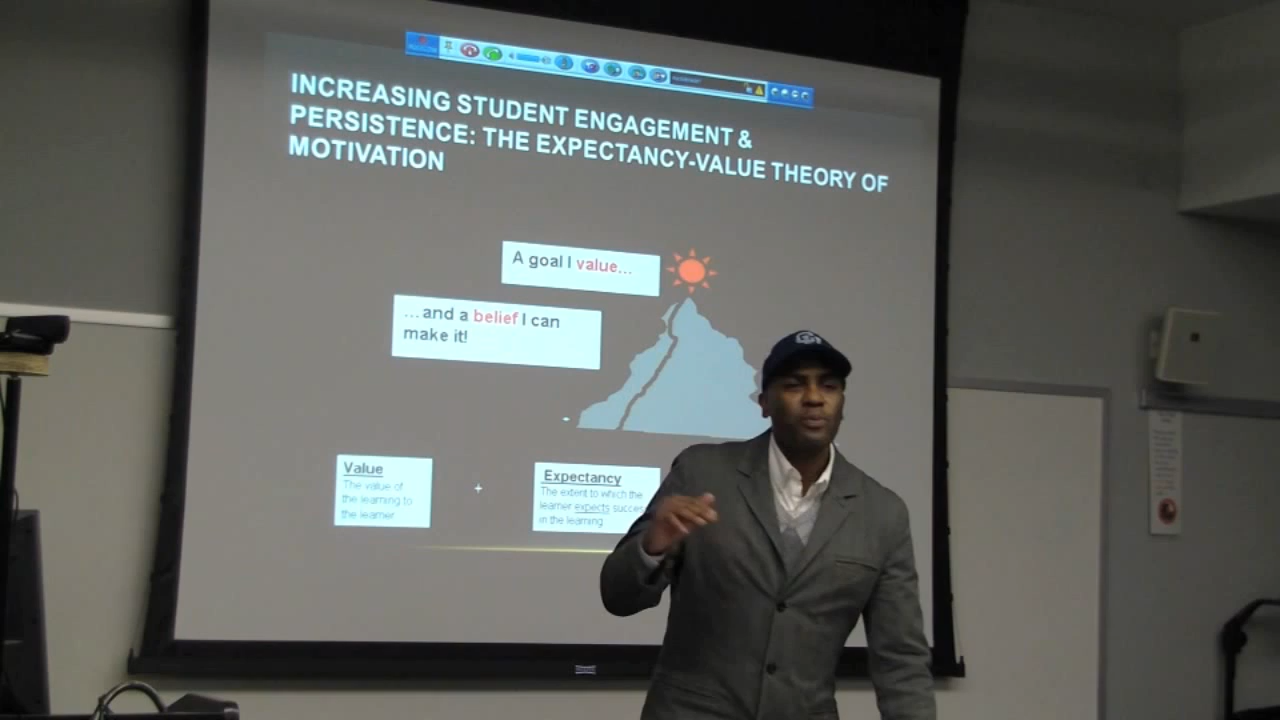 INCREASING STUDENT ENGAGEMENT &
PERSISTENCE: THE EXPECTANCY-VALUE THEORY OF
MOTIVATION
A goal I value...
...and a belief I can
make it!
Value
The value of
the learning to
the learner
+
Expectancy
The extent to which the
learner expects succes
in the learning